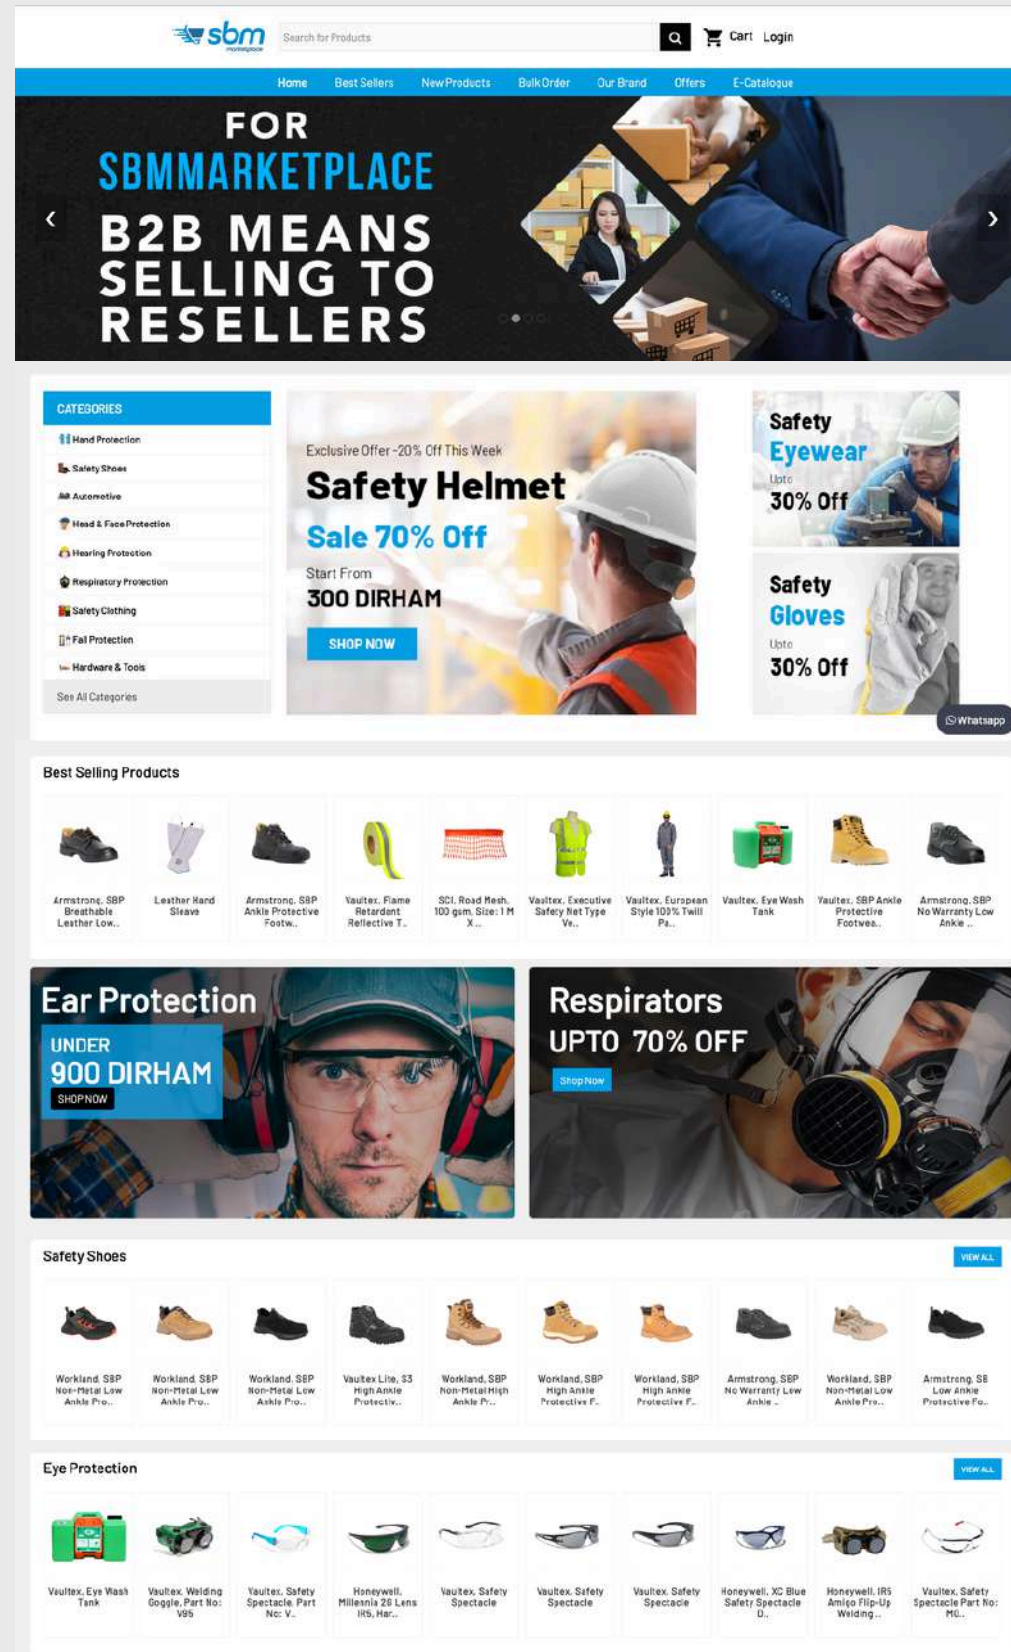 sbm
marketplace
Search for Products
Cart Login
Home Best Sellers New Products Bulk Order Our Brand Offers E-Catalogue
FOR
SBMMARKETPLACE
B2B MEANS
SELLING TO
RESELLERS
CATEGORIES
Hand Protection
Safety Shoes
Automotive
Head & Face Protection
Hearing Protection
Respiratory Protection
Safety Clothing
Fall Protection
Hardware & Tools
See All Categories
Exclusive Offer -20% Off This Week
Safety Helmet
Sale 70% Off
Start From
300 DIRHAM
SHOP NOW
Safety
Eyewear
Upto
30% Off
Safety
Gloves
Upto
30% Off
Whatsapp
Best Selling Products
Armstrong, SBP
Breathable
Leather Low..
Leather Hand
Sleave
Armstrong, SBP
Ankle Protective
Footw..
Vaultex, Flame
Retardant
Reflective T..
SCI, Road Mesh,
100 gsm, Size: 1 M
X ..
Vaultex, Executive
Safety Net Type
Ve..
Vaultex, European
Style 100% Twill
Pa..
Vaultex, Eye Wash
Tank
Vaultex, SBP Ankle
Protective
Footwea..
Armstrong, SBP
No Warranty Low
Ankle ..
Ear Protection
UNDER
900 DIRHAM
SHOP NOW
Respirators
UPTO 70% OFF
Shop Now
Safety Shoes
VIEW ALL
Workland, SBP
Non-Metal Low
Ankle Pro..
Workland, SBP
Non-Metal Low
Ankle Pro..
Workland, SBP
Non-Metal Low
Ankle Pro..
Vaultex Lite, S3
High Ankle
Protectiv..
Workland, SBP
Non-Metal High
Ankle Pr..
Workland, SBP
High Ankle
Protective F..
Workland, SBP
High Ankle
Protective F..
Armstrong, SBP
No Warranty Low
Ankle ..
Workland, SBP
Non-Metal Low
Ankle Pro..
Armstrong, SB
Low Ankle
Protective Fo..
Eye Protection
VIEW ALL
Vaultex, Eye Wash
Tank
Vaultex, Welding
Goggle, Part No:
V95
Vaultex, Safety
Spectacle, Part
No: V..
Honeywell,
Millennia 2G Lens
IR5, Har..
Vaultex, Safety
Spectacle
Vaultex, Safety
Spectacle
Vaultex, Safety
Spectacle
Honeywell, XC Blue
Safety Spectacle
D..
Honeywell, IR5
Amigo Flip-Up
Welding ..
Vaultex, Safety
Spectacle Part No:
MG..